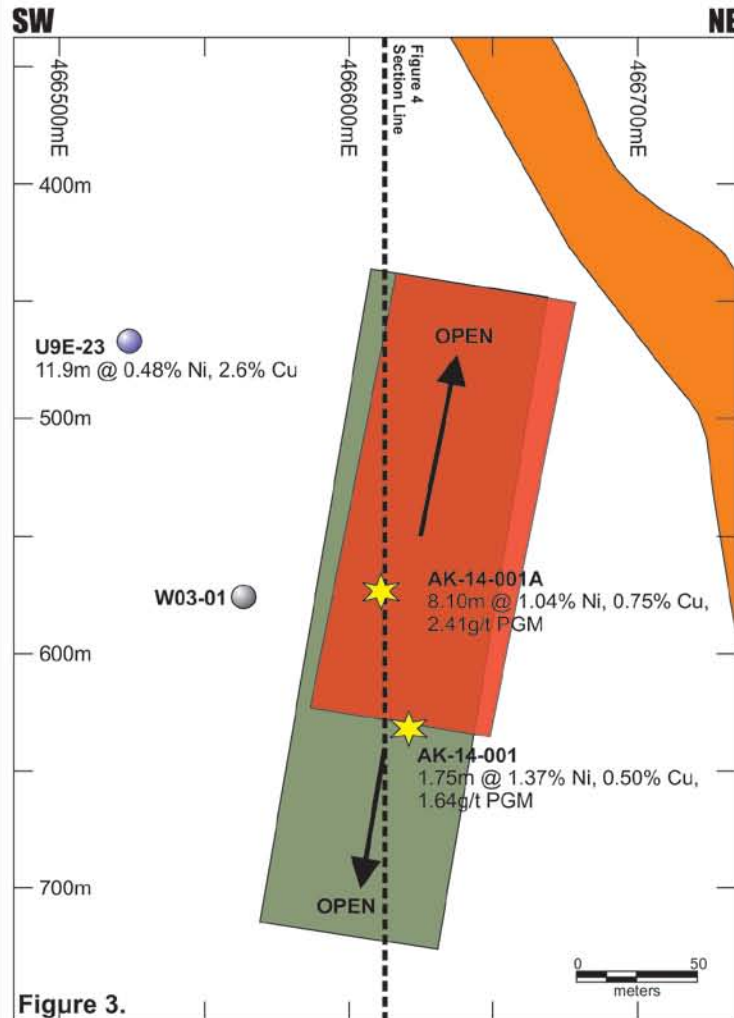 SW
NE
466500mE
466600mE
466700mE
Figure 4
Section Line
400m
OPEN
U9E-23
11.9m @ 0.48% Ni, 2.6% Cu
500m
AK-14-001A
8.10m @ 1.04% Ni, 0.75% Cu,
2.41g/t PGM
W03-01
600m
AK-14-001
1.75m @ 1.37% Ni, 0.50% Cu,
1.64g/t PGM
700m
OPEN
0
50
meters
Figure 3.